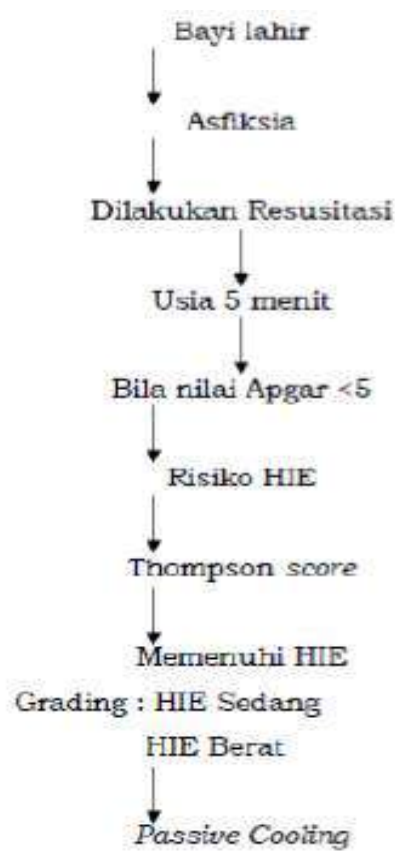 Bayi lahir
Asfiksia
Dilakukan Resusitasi
Usia 5 menit
Bila nilai Apgar <5
Risiko HIE
Thompson score
Memenuhi HIE
Grading : HIE Sedang
HIE Berat
Passive Cooling